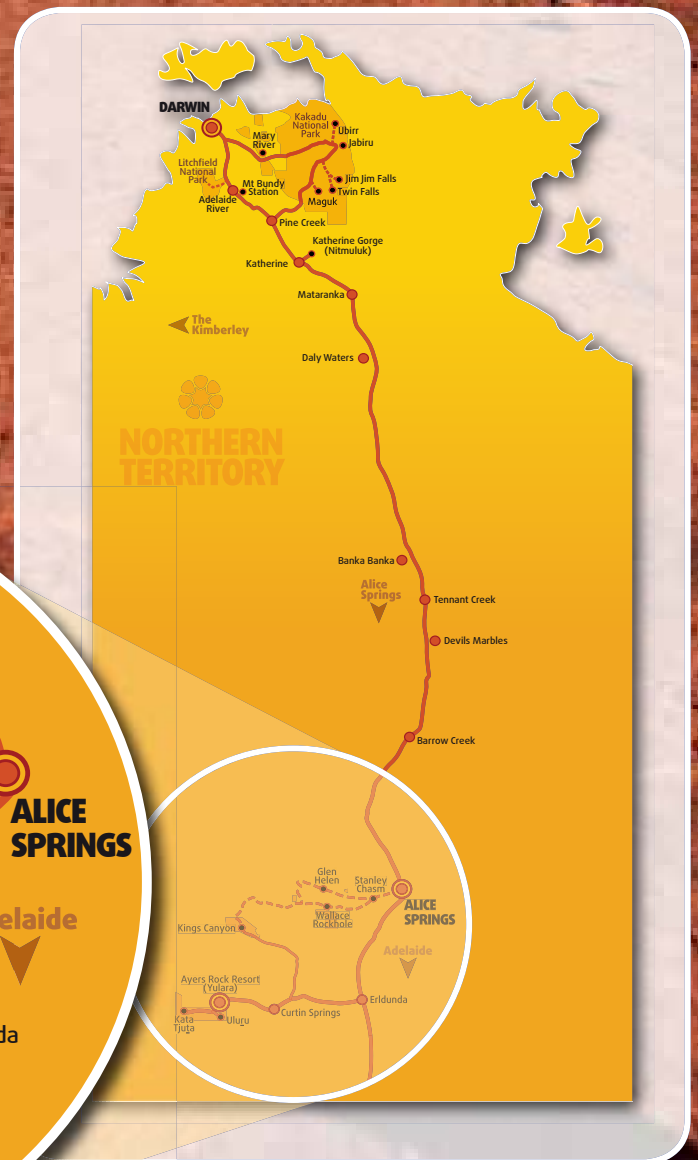 DARWIN
Kakadu
National
Park
Ubirr
Mary
River
Jabiru
Litchfield
National
Park
Jim Jim Falls
Mt Bundy
Station
Twin Falls
Adelaide
River
Maguk
Pine Creek
Katherine Gorge
(Nitmuluk)
Katherine
Mataranka
The
Kimberley
Daly Waters
NORTHERN
TERRITORY
Banka Banka
Alice
Springs
Tennant Creek
Devils Marbles
Barrow Creek
ALICE
SPRINGS
elaide
da
Glen
Helen
Stanley
Chasm
ALICE
SPRINGS
Wallace
Rockhole
Kings Canyon
Adelaide
Ayers Rock Resort
(Yulara)
Erldunda
Curtin Springs
Kata
Tjuṯa
Uluṟu